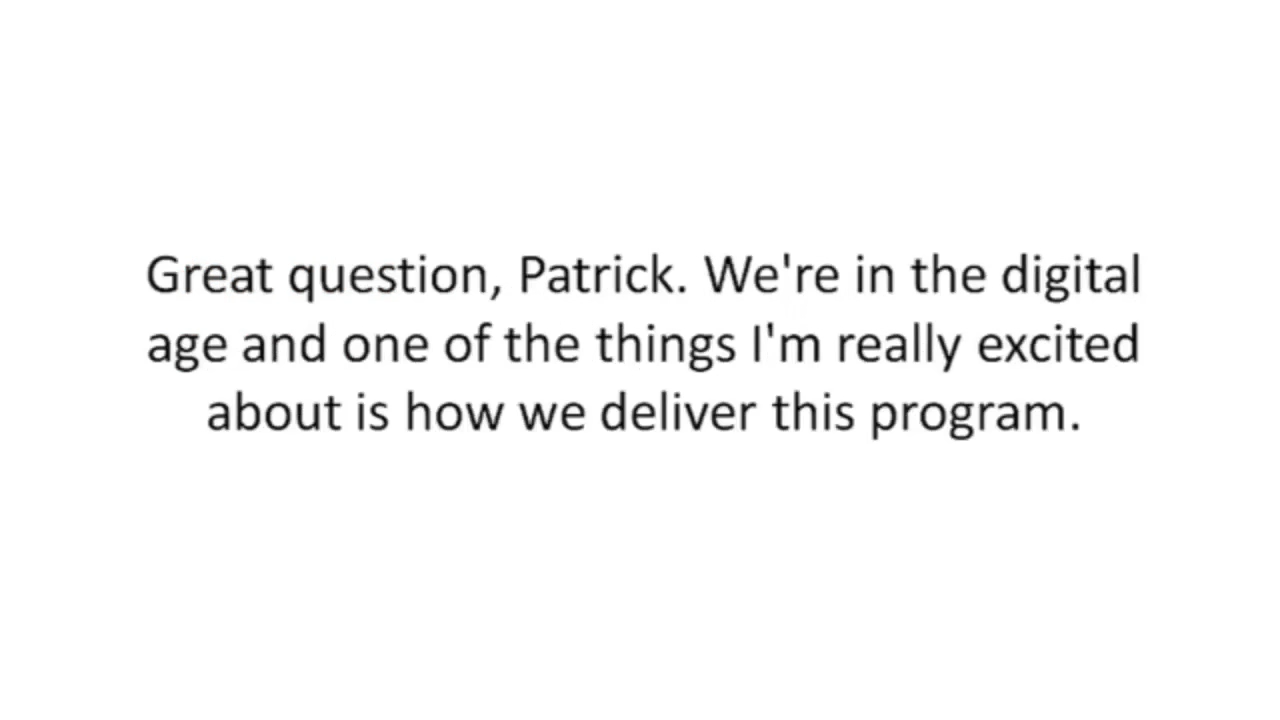 Great question, Patrick. We're in the digital
age and one of the things I'm really excited
about is how we deliver this program.